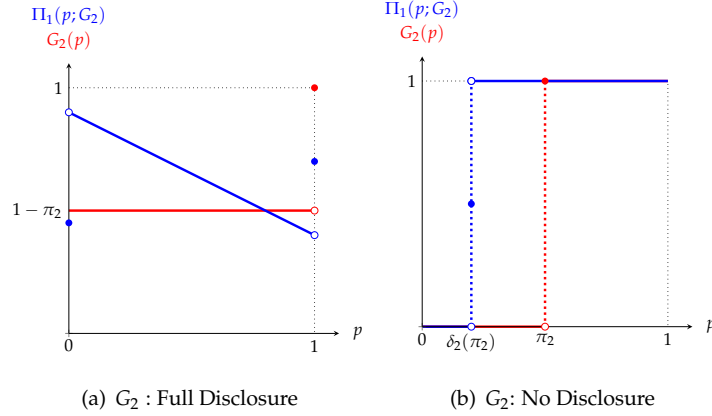 Π₁(p; G₂)
G₂(p)
1
1 − π₂
0
1
p
(a) G₂ : Full Disclosure
Π₁(p; G₂)
G₂(p)
1
0
δ₂(π₂)
π₂
1
p
(b) G₂: No Disclosure